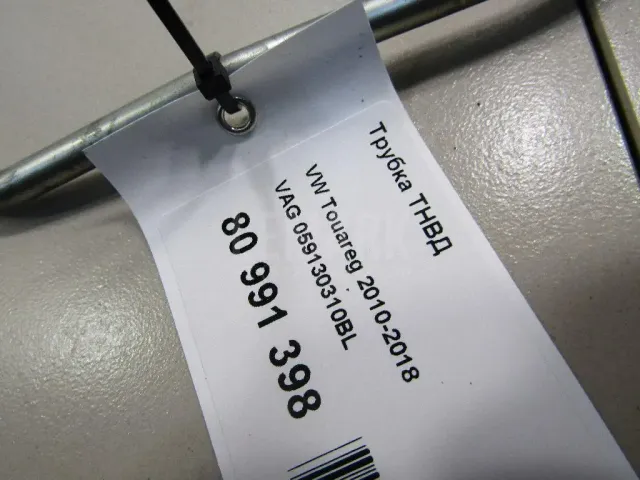 Трубка ТНВД
VW Touareg 2010-2018
VAG 059130310BL
80 991 398